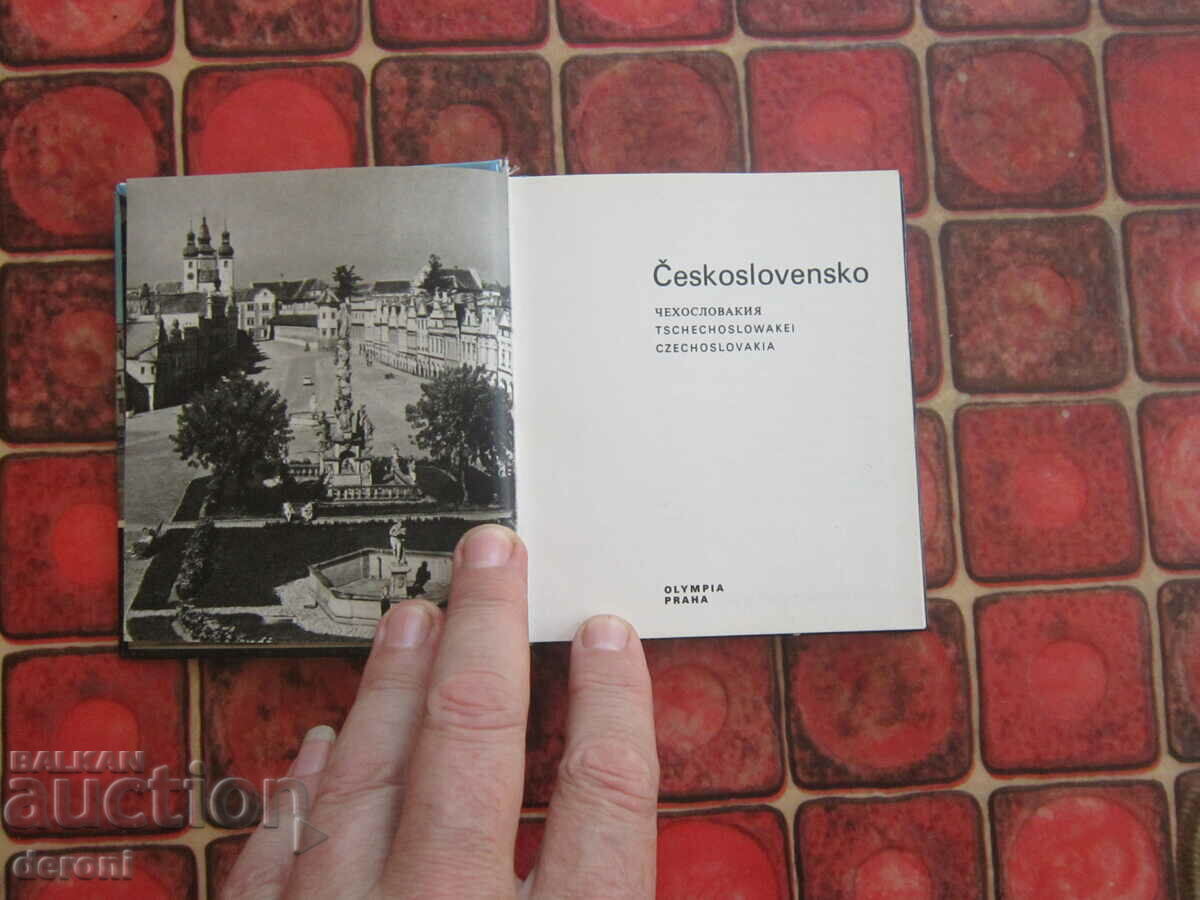 Československo
ЧЕХОСЛОВАКИЯ
TSCHECHOSLOWAKEI
CZECHOSLOVAKIA
OLYMPIA
PRAHA
BALKAN
auction
deroni